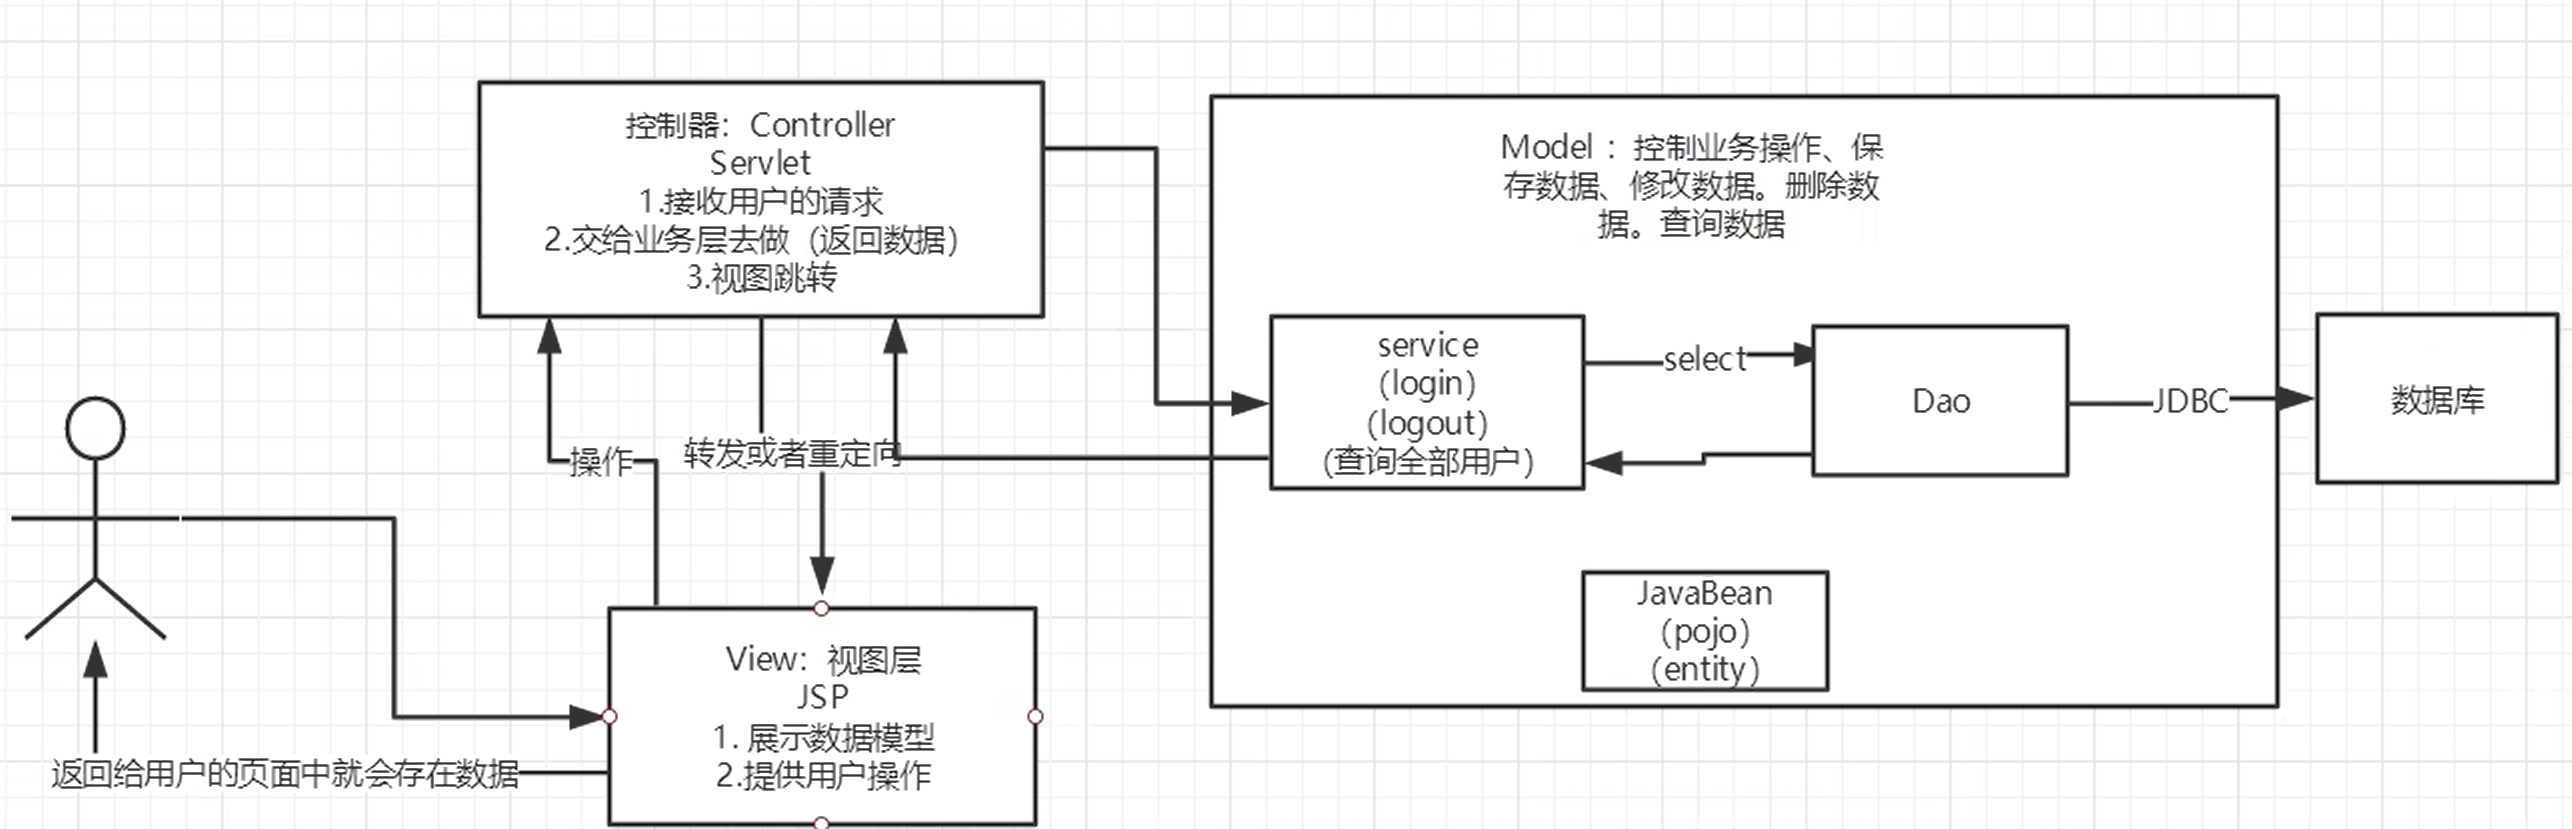 控制器：Controller
Servlet
1.接收用户的请求
2.交给业务层去做（返回数据）
3.视图跳转
Model ：控制业务操作、保
存数据、修改数据。删除数
据。查询数据
service
（login）
（logout）
（查询全部用户）
select
Dao
JDBC
数据库
操作
转发或者重定向
JavaBean
（pojo）
（entity）
View：视图层
JSP
1. 展示数据模型
2.提供用户操作
返回给用户的页面中就会存在数据